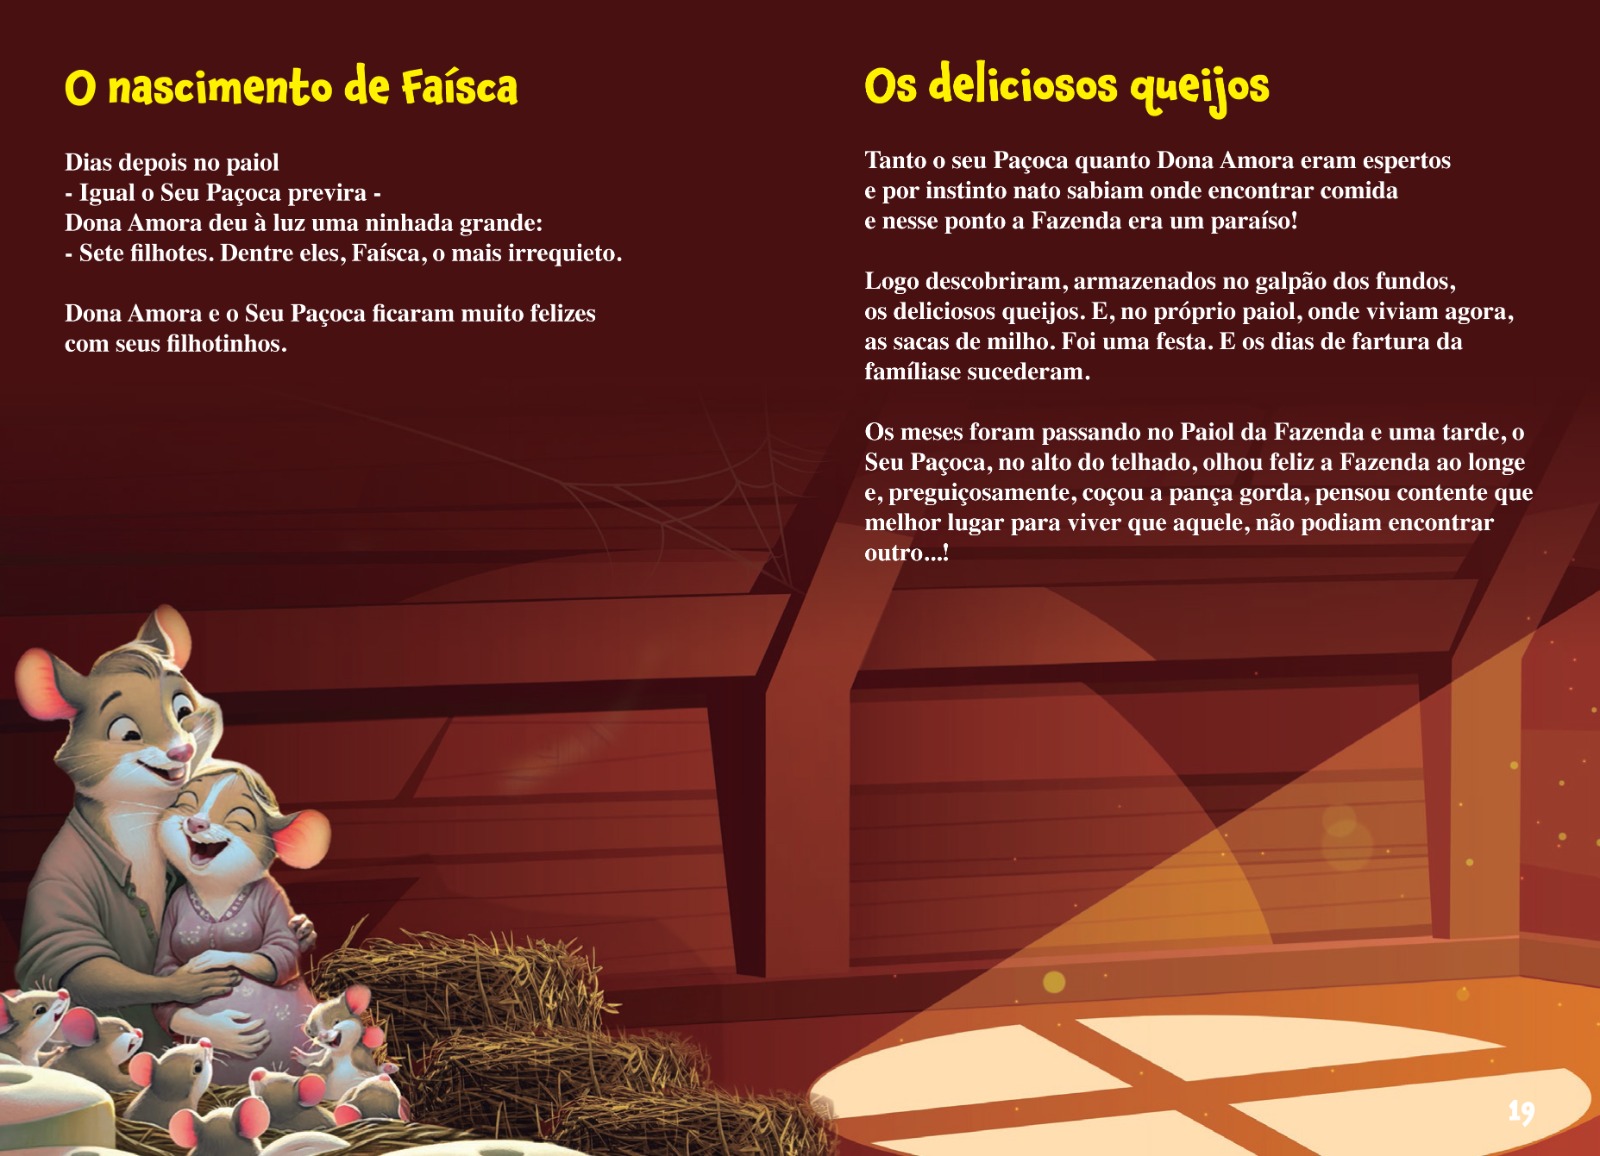 O nascimento de Faísca
Dias depois no paiol
- Igual o Seu Paçoca previra -
Dona Amora deu à luz uma ninhada grande:
- Sete filhotes. Dentre eles, Faísca, o mais irrequieto.
Dona Amora e o Seu Paçoca ficaram muito felizes
com seus filhotinhos.
Os deliciosos queijos
Tanto o seu Paçoca quanto Dona Amora eram espertos
e por instinto nato sabiam onde encontrar comida
e nesse ponto a Fazenda era um paraíso!
Logo descobriram, armazenados no galpão dos fundos,
os deliciosos queijos. E, no próprio paiol, onde viviam agora,
as sacas de milho. Foi uma festa. E os dias de fartura da
famíliase sucederam.
Os meses foram passando no Paiol da Fazenda e uma tarde, o
Seu Paçoca, no alto do telhado, olhou feliz a Fazenda ao longe
e, preguiçosamente, coçou a pança gorda, pensou contente que
melhor lugar para viver que aquele, não podiam encontrar
outro...!
19